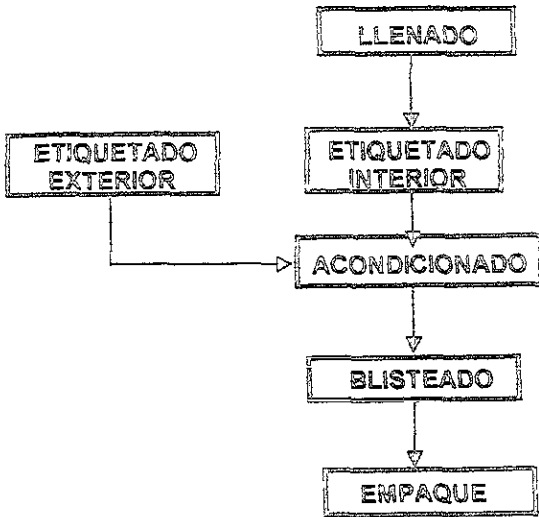 LLENADO
ETIQUETADO
EXTERIOR
ETIQUETADO
INTERIOR
ACONDICIONADO
BLISTEADO
EMPAQUE